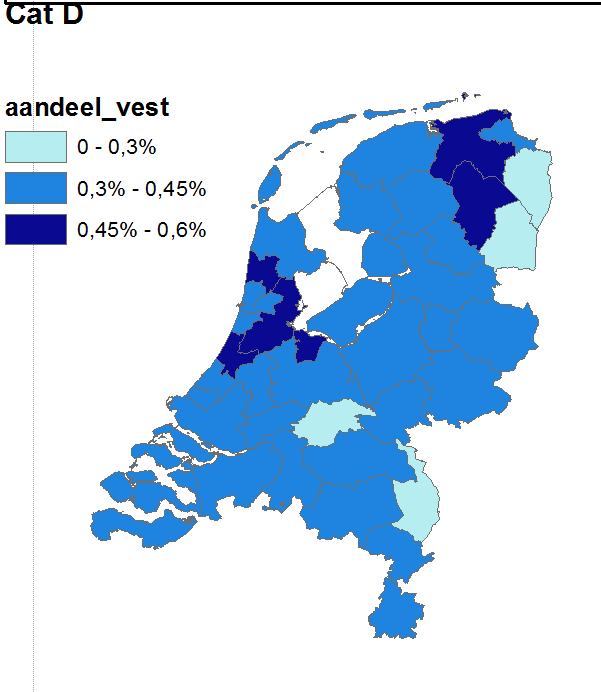 Cat D
aandeel_vest
0 - 0,3%
0,3% - 0,45%
0,45% - 0,6%